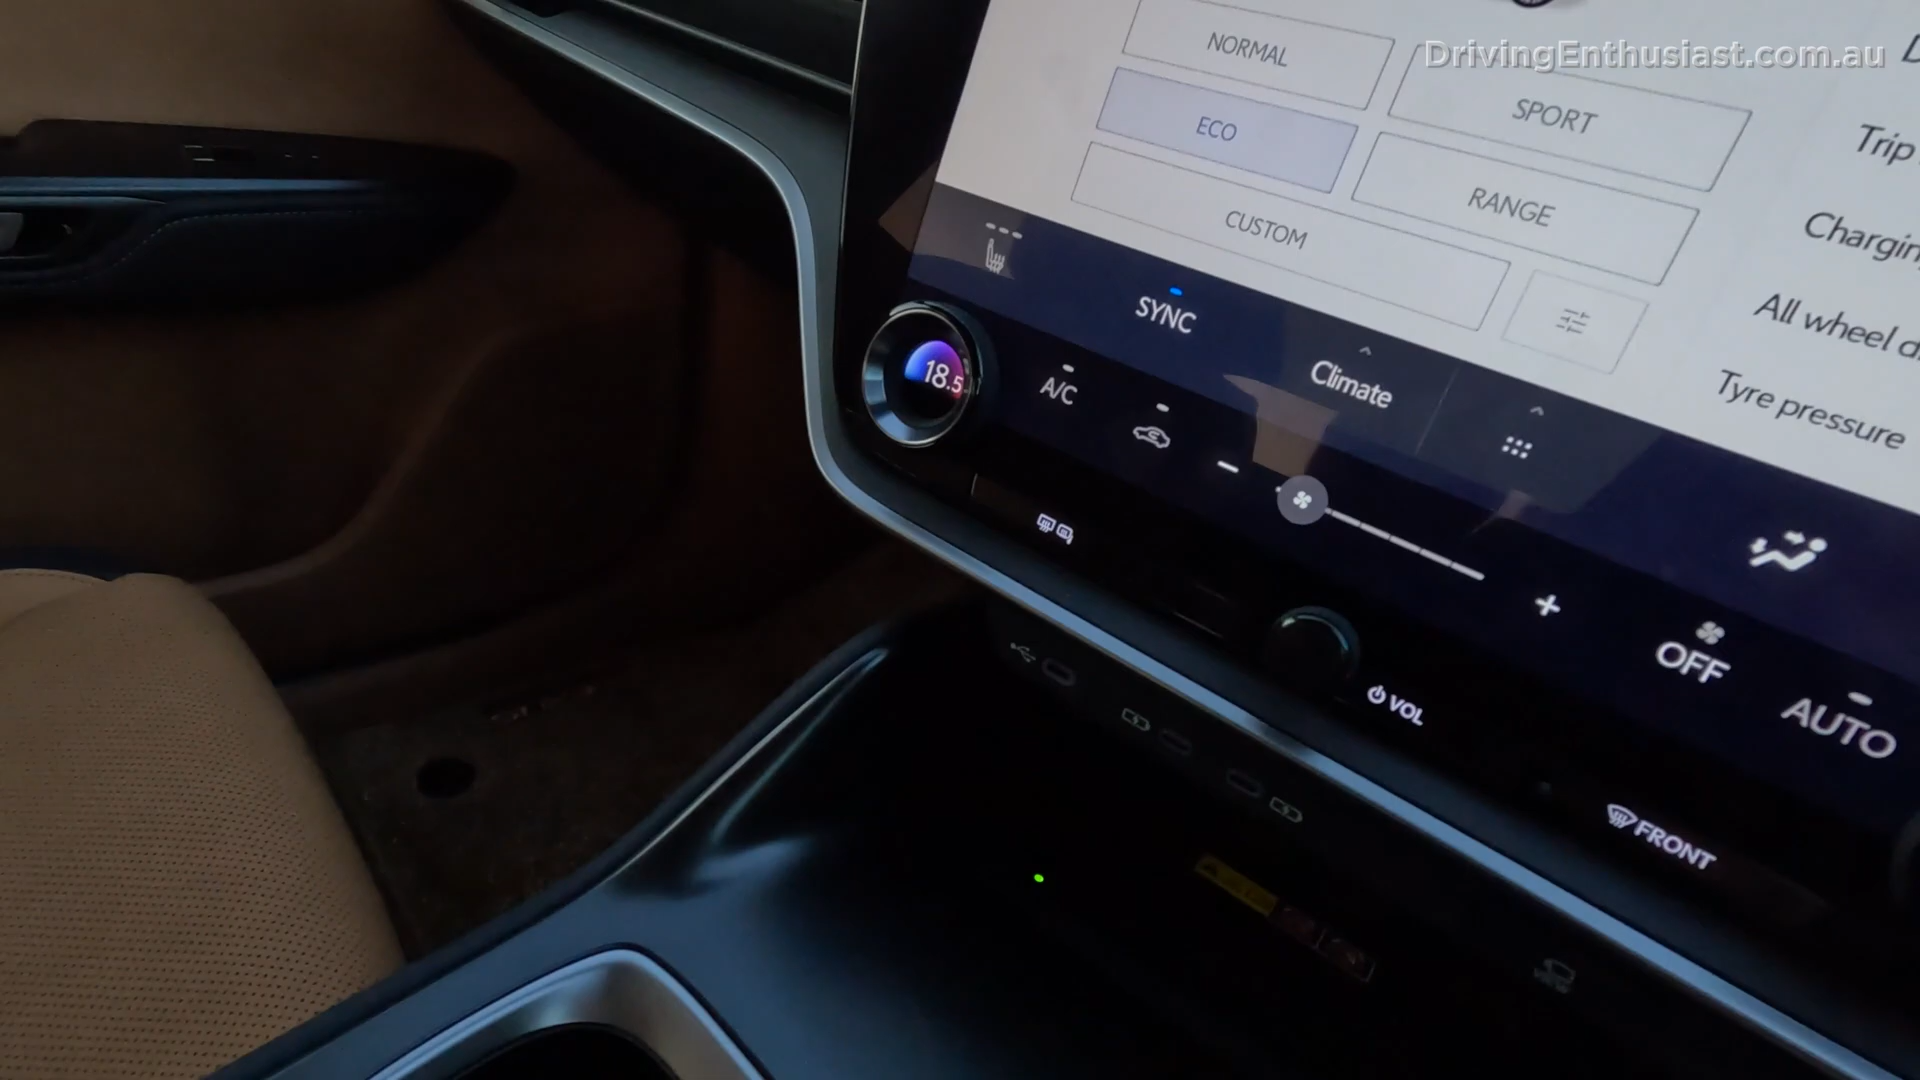 DrivingEnthusiast.com.au
NORMAL
SPORT
ECO
RANGE
CUSTOM
Trip
All wheel
Tyre pressure
SYNC
Climate
18.5
A/C
OFF
AUTO
VOL
FRONT